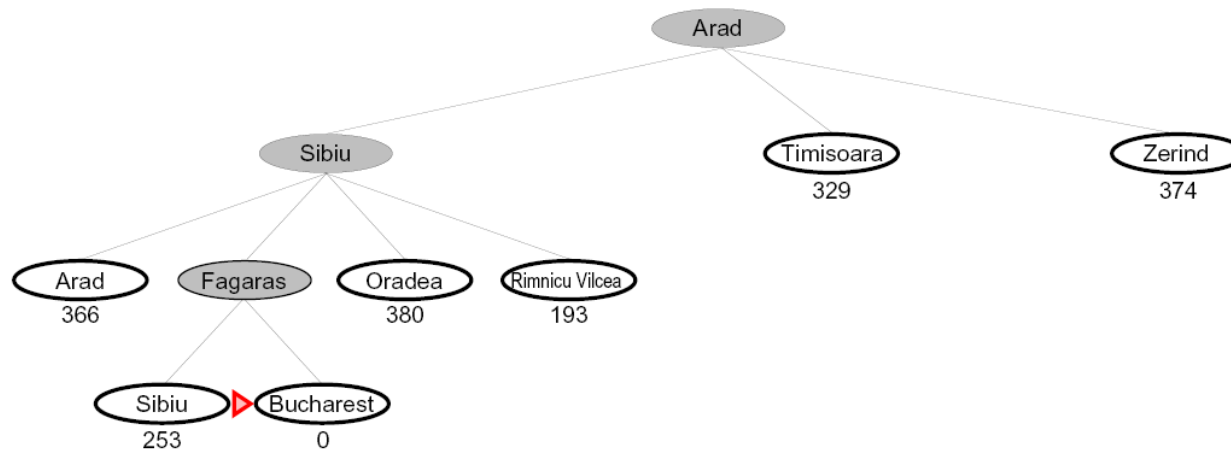 Arad
Sibiu Timisoara Zerind
329 374
Arad Fagaras Oradea Rimnicu Vilcea
366 380 193
Sibiu Bucharest
253 0